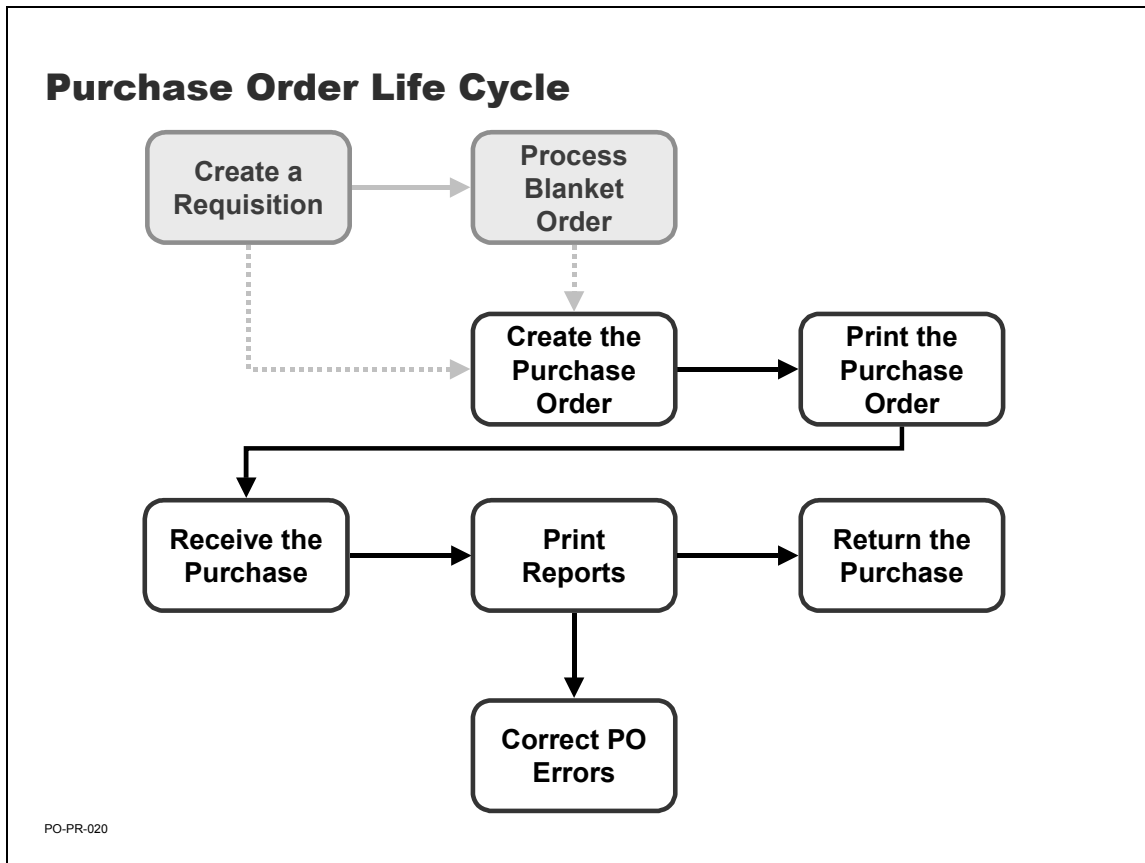 Purchase Order Life Cycle
Create a
Requisition
Process
Blanket
Order
Create the
Purchase
Order
Print the
Purchase
Order
Receive the
Purchase
Print
Reports
Return the
Purchase
Correct PO
Errors
PO-PR-020